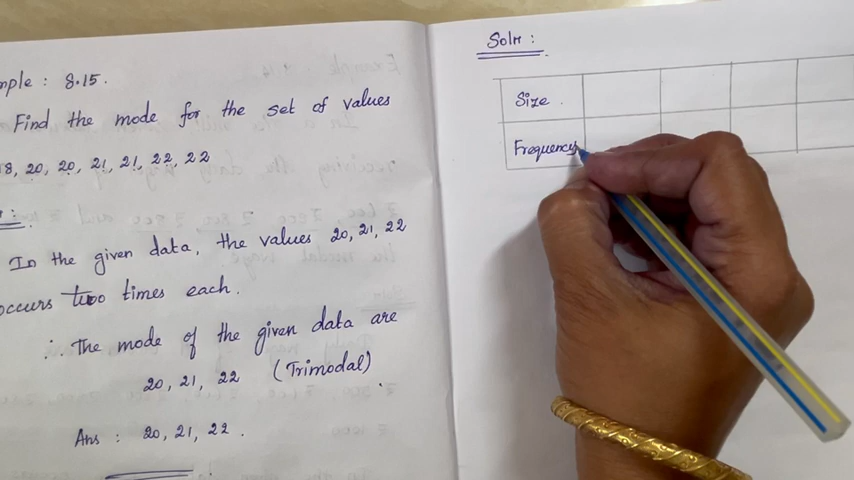 mple : 8.15.
Find the mode for the set of values
18, 20, 20, 21, 21, 22, 22
In the given data, the values 20, 21, 22
occurs two times each.
∴ The mode of the given data are
20, 21, 22 (Trimodal)
Ans : 20, 21, 22.
Soln :
Size.
Frequency